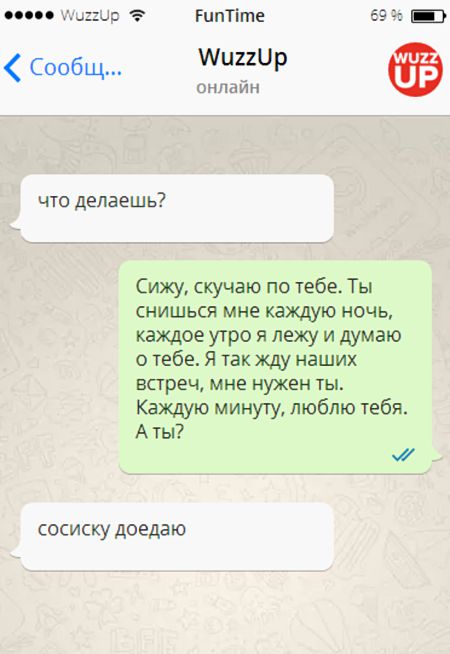 WuzzUp
FunTime
69 %
Сообщ...
WuzzUp
онлайн
WUZZ
UP
что делаешь?
Сижу, скучаю по тебе. Ты
снишься мне каждую ночь,
каждое утро я лежу и думаю
о тебе. Я так жду наших
встреч, мне нужен ты.
Каждую минуту, люблю тебя.
А ты?
сосиску доедаю